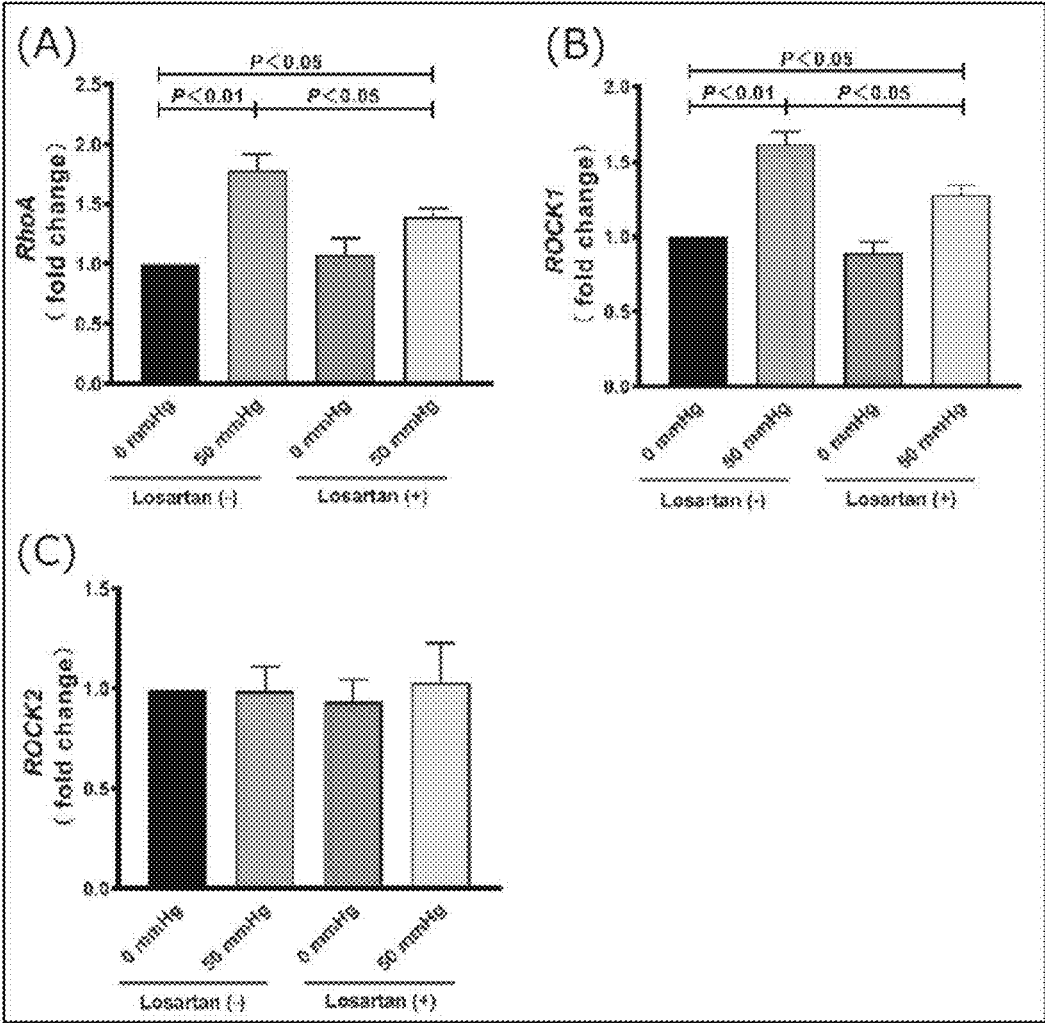 (A)
P<0.05
P<0.01 P<0.05
RhoA
( fold change)
2.5
2.0
1.5
1.0
0.5
0.0
0 mmHg 50 mmHg 0 mmHg 50 mmHg
Losartan (-) Losartan (+)
(B)
P<0.05
P<0.01 P<0.05
ROCK1
( fold change)
2.0
1.5
1.0
0.5
0.0
0 mmHg 50 mmHg 0 mmHg 50 mmHg
Losartan (-) Losartan (+)
(C)
ROCK2
( fold change)
1.5
1.0
0.5
0.0
0 mmHg 50 mmHg 0 mmHg 50 mmHg
Losartan (-) Losartan (+)